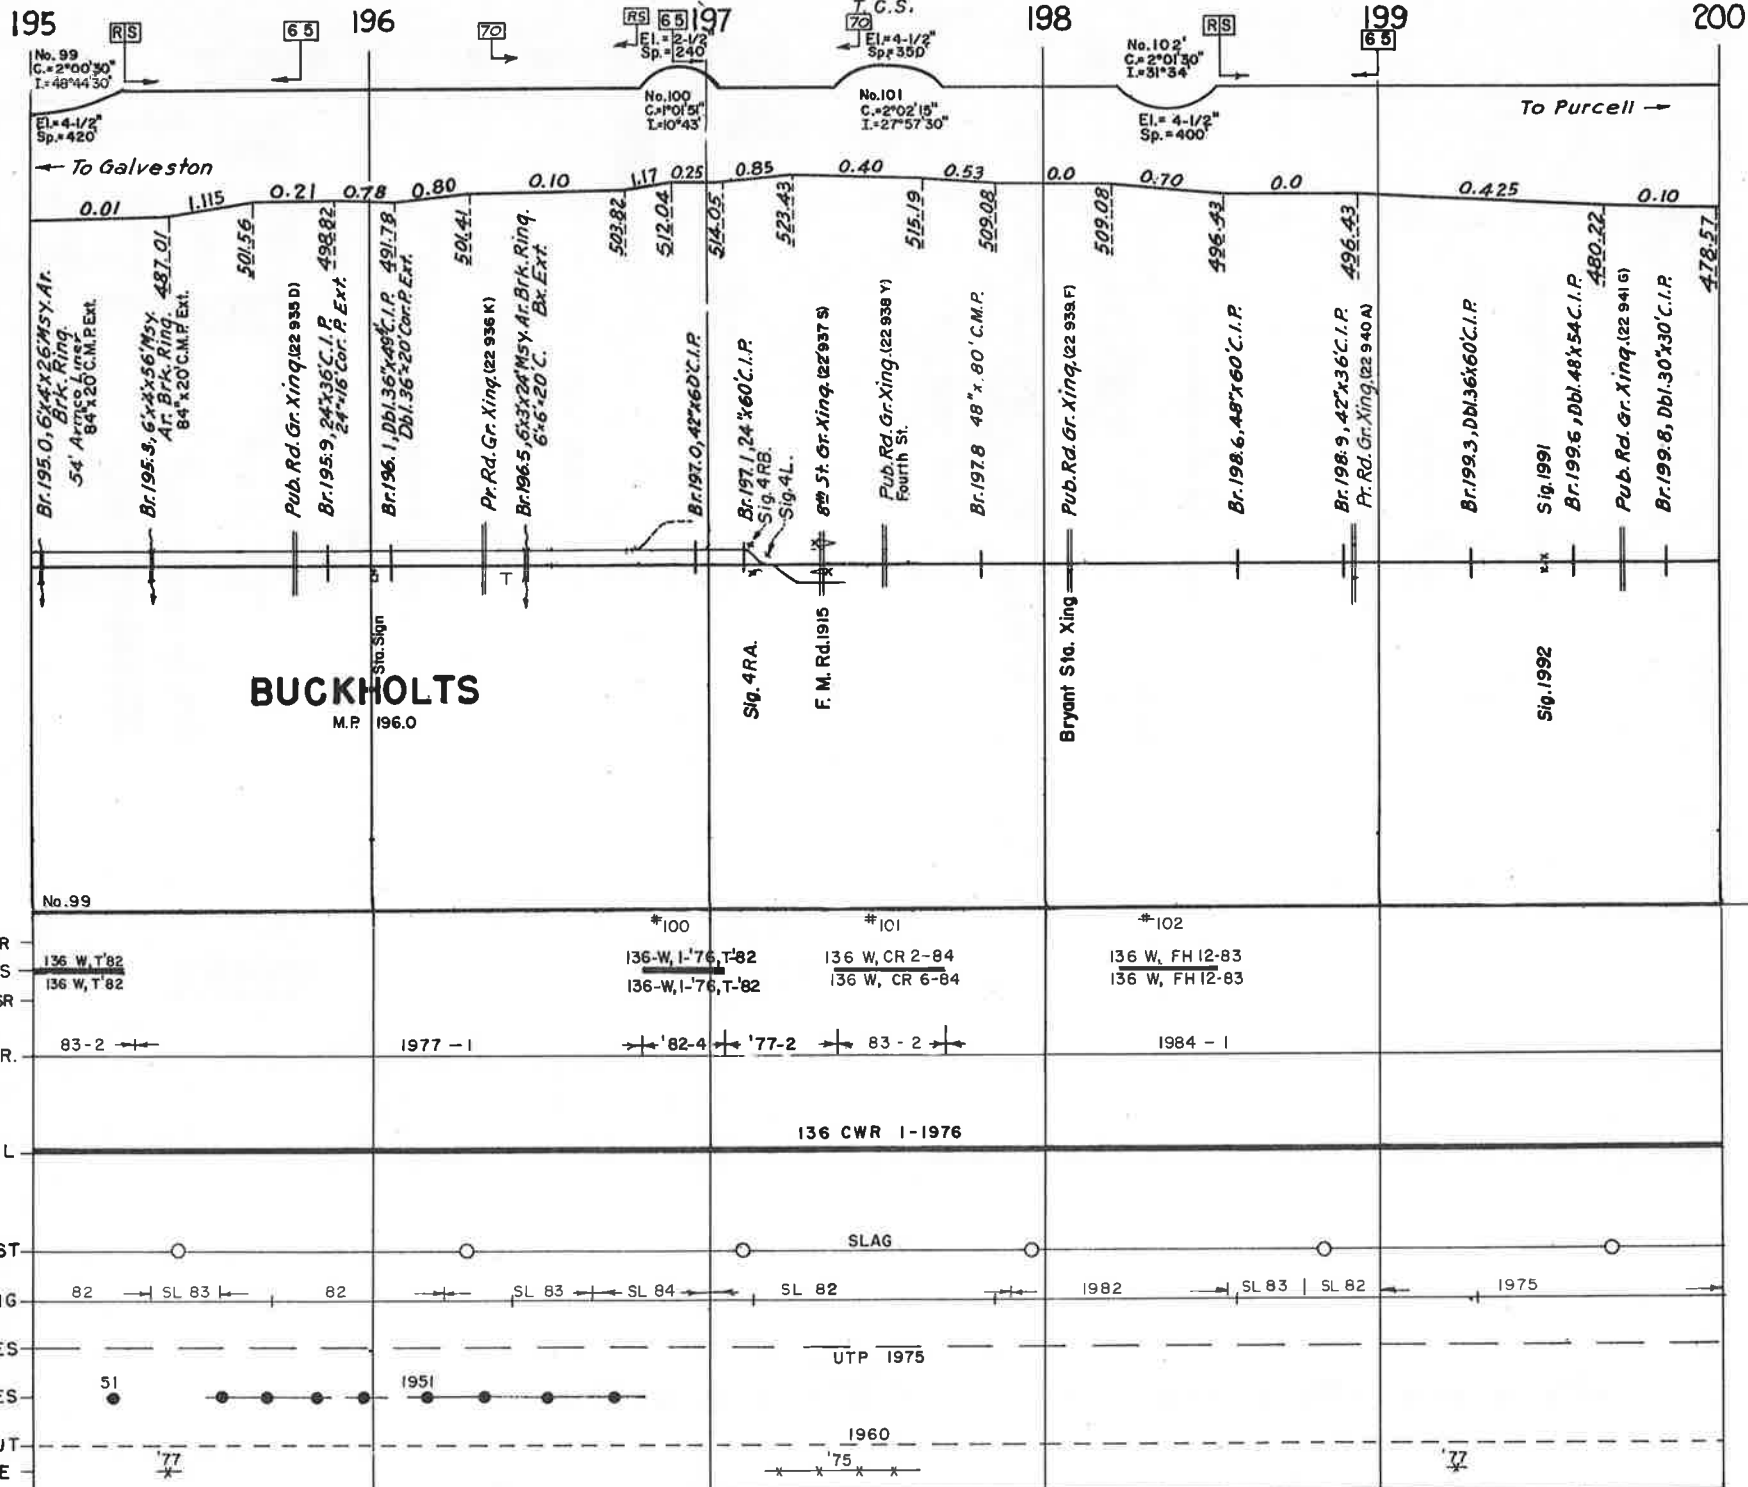 195
196
197
198
199
200
T.C.S.
RS
65
70
RS
65
70
RS
65
No. 99
C.=2°00'30"
I.=48°44'30'
El.=4-1/2"
Sp.=420'
El.=2-1/2"
Sp.=240'
No.100
C.=1°01'51"
I.=10°43'
El.=4-1/2"
Sp.=350'
No.101
C.=2°02'15"
I.=27°57'30"
No.102'
C.=2°01'30"
I.=31°34'
El.=4-1/2"
Sp.=400'
To Purcell →
← To Galveston
0.01
1.115
0.21
0.78
0.80
0.10
1.17
0.25
0.85
0.40
0.53
0.0
0.70
0.0
0.425
0.10
487.01
501.56
498.82
491.78
501.41
503.82
512.04
514.05
523.43
515.19
509.08
509.08
496.43
496.43
480.22
478.57
Br.195.0, 6'x4'x26'Msy.Ar.
Brk. Ring.
54' Armco Liner
84"x20'C.M.P.Ext.
Br.195.3, 6'x4'x56'Msy.
Ar. Brk. Ring.
84"x20'C.M.P. Ext.
Pub.Rd.Gr.Xing.(22 935 D)
Br.195.9, 24"x36'C.I.P.
24"x16'Cor. P. Ext.
Br.196.1, Dbl.36"x49'C.I.P.
Dbl.36"x20'Cor.P. Ext.
Pr.Rd.Gr.Xing.(22 936 K)
Br.196.5, 6'x3'x24'Msy.Ar.Brk.Ring.
6'x6'x20'C. Bx.Ext.
Br.197.0, 42"x60'C.I.P.
Br.197.1, 24"x60'C.I.P.
Sig.4RB.
Sig.4L.
8th St. Gr. Xing.(22 937 S)
Pub.Rd.Gr.Xing.(22 938 Y)
Fourth St.
Br.197.8 48"x80'C.M.P.
Pub.Rd.Gr.Xing.(22 939 F)
Br.198.6, 48"x60'C.I.P.
Br.198.9, 42"x36'C.I.P.
Pr.Rd.Gr.Xing.(22 940 A)
Br.199.3, Dbl.36"x60'C.I.P.
Sig.1991
Br.199.6, Dbl.48"x54'C.I.P.
Pub. Rd. Gr. Xing.(22 941 G)
Br.199.8, Dbl.30"x30'C.I.P.
T
Sta.Sign
BUCKHOLTS
M.P. 196.0
Sig. 4RA.
F. M. Rd.1915
Bryant Sta. Xing
Sig.1992
No.99
#100
#101
#102
R
S
SR
136 W,T'82
136 W,T'82
136-W,1-'76,T-'82
136-W,1-'76,T-'82
136 W, CR 2-84
136 W, CR 6-84
136 W, FH 12-83
136 W, FH 12-83
R.
83-2
1977-1
'82-4
'77-2
83-2
1984-1
L
136 CWR 1-1976
ST
SLAG
IG
82
SL 83
82
SL 83
SL 84
SL 82
1982
SL 83
SL 82
1975
ES
UTP 1975
ES
51
1951
UT
1960
E
'77
'75
'77